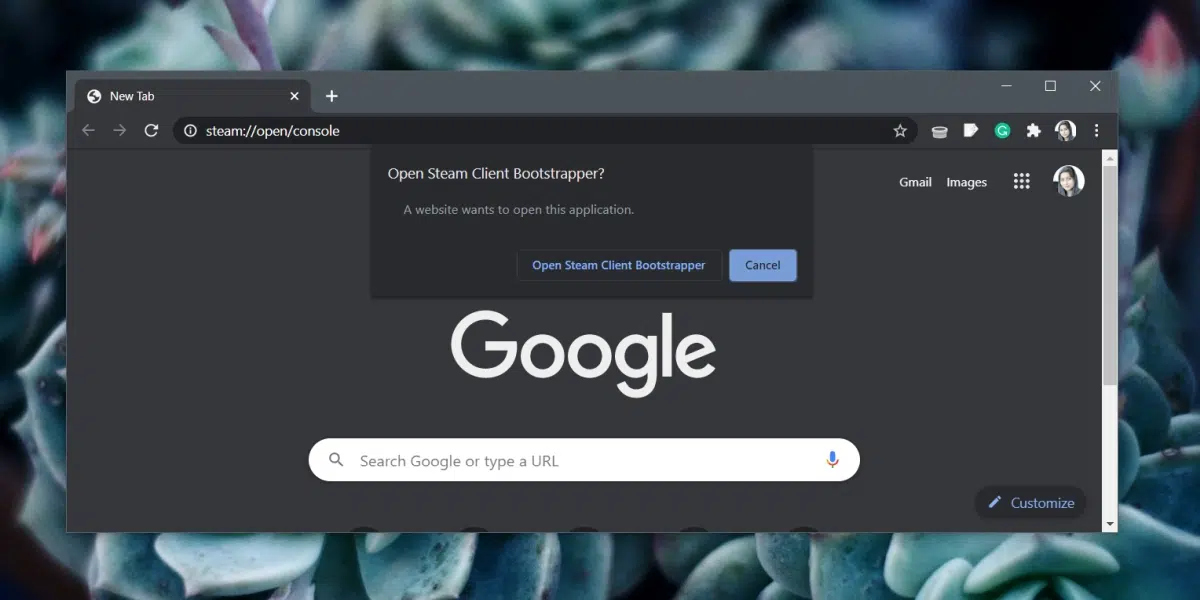 New Tab
steam://open/console
Open Steam Client Bootstrapper?
A website wants to open this application.
Open Steam Client Bootstrapper
Cancel
Gmail
Images
Google
Search Google or type a URL
Customize